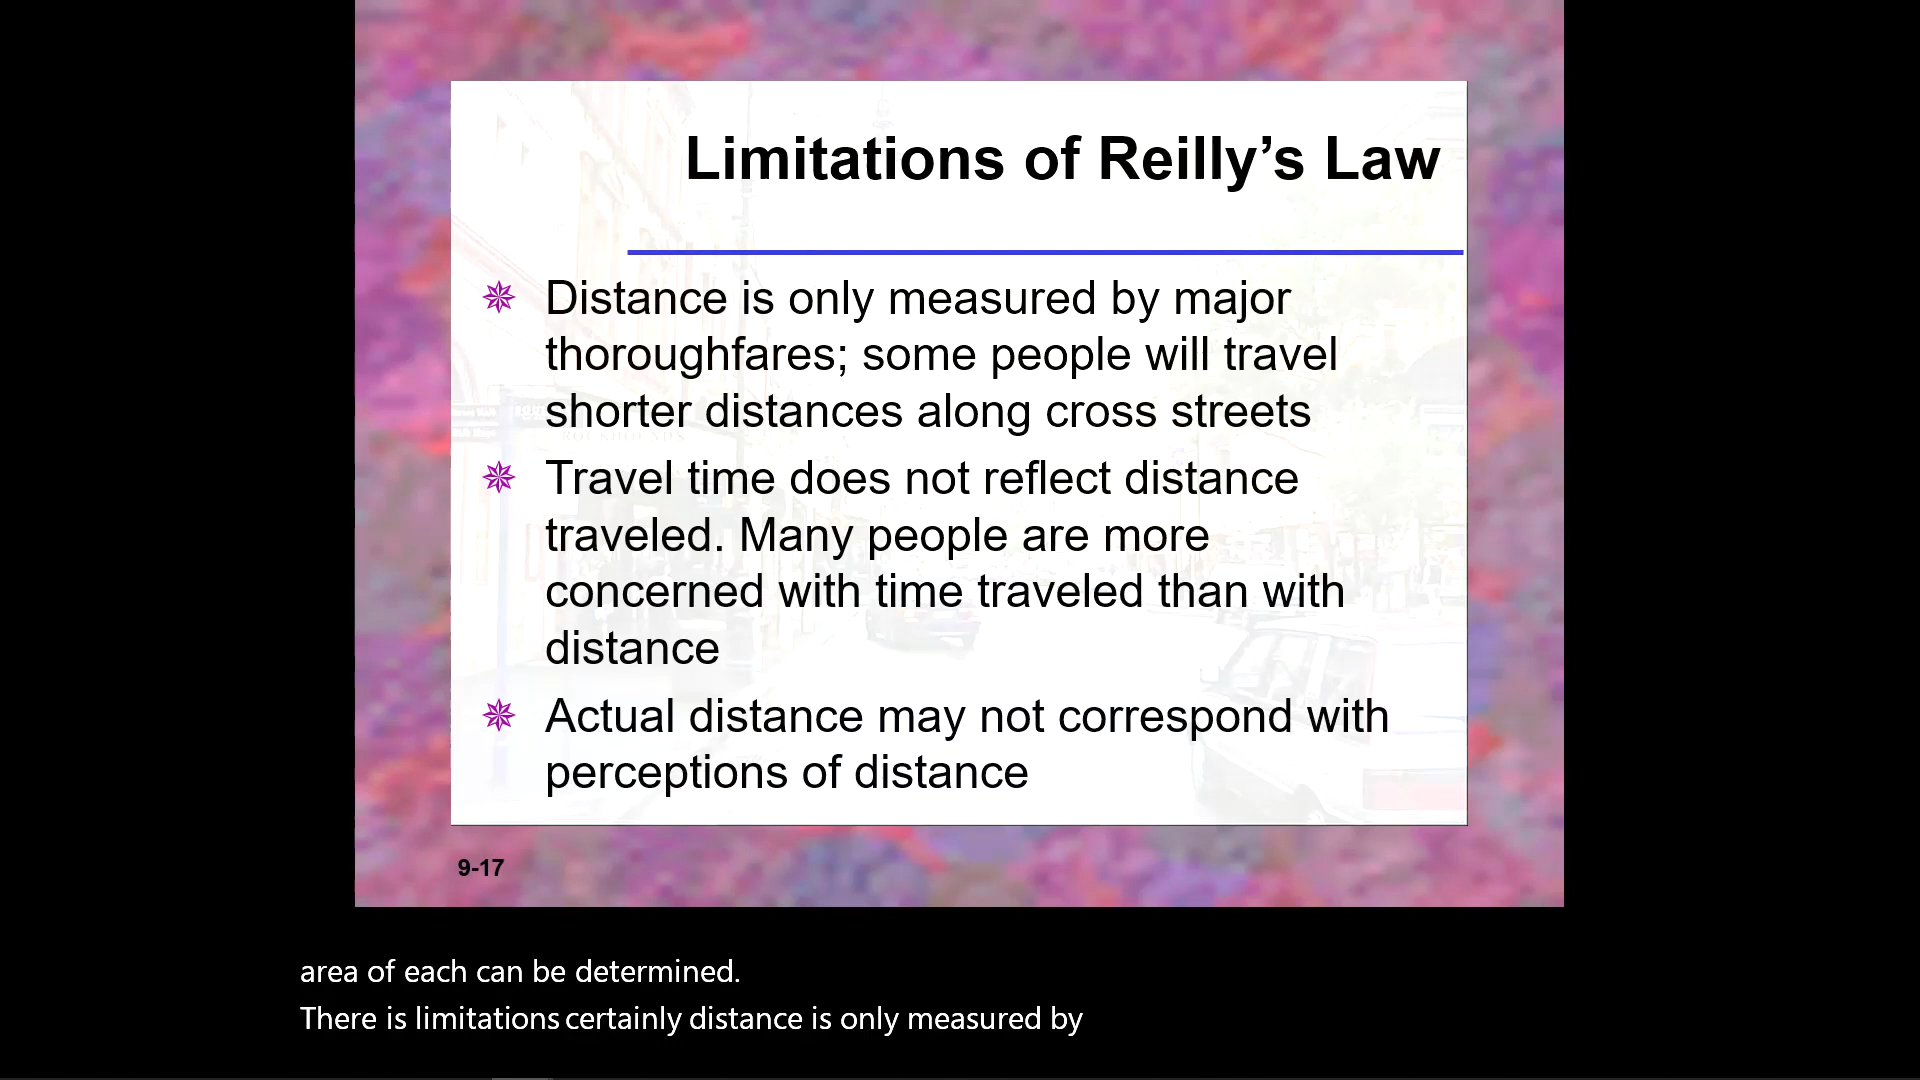 Limitations of Reilly’s Law
Distance is only measured by major
thoroughfares; some people will travel
shorter distances along cross streets
Travel time does not reflect distance
traveled. Many people are more
concerned with time traveled than with
distance
Actual distance may not correspond with
perceptions of distance
9-17
area of each can be determined.
There is limitations certainly distance is only measured by